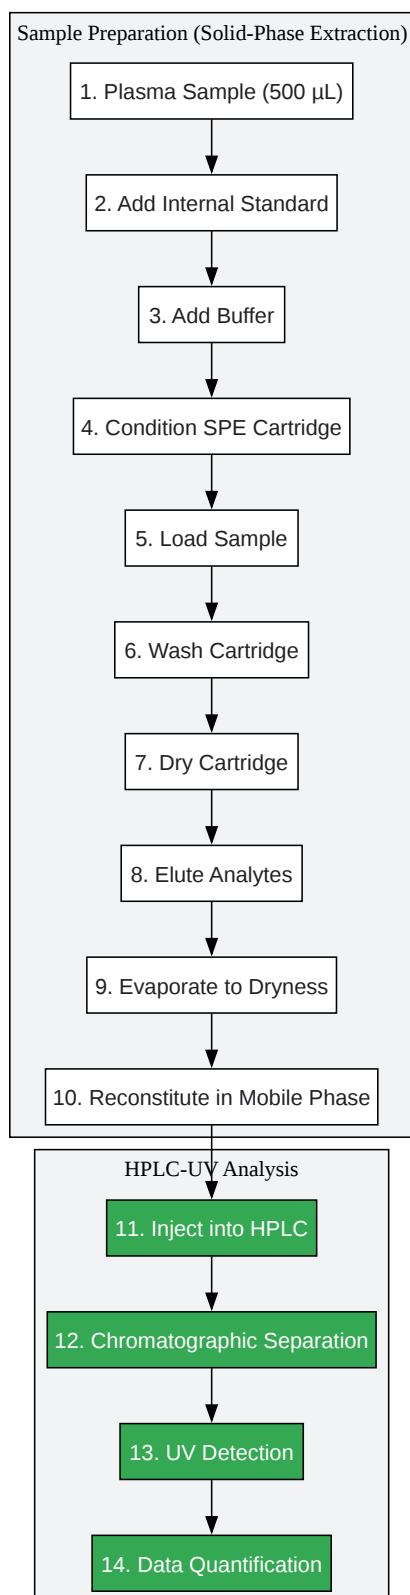 Sample Preparation (Solid-Phase Extraction)
1. Plasma Sample (500 µL)
2. Add Internal Standard
3. Add Buffer
4. Condition SPE Cartridge
5. Load Sample
6. Wash Cartridge
7. Dry Cartridge
8. Elute Analytes
9. Evaporate to Dryness
10. Reconstitute in Mobile Phase
HPLC-UV Analysis
11. Inject into HPLC
12. Chromatographic Separation
13. UV Detection
14. Data Quantification